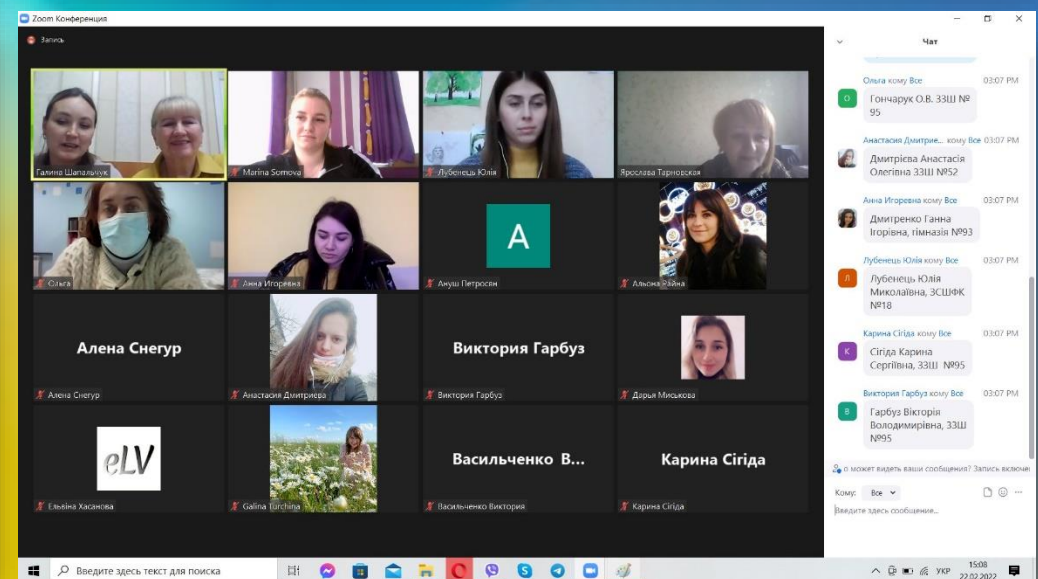 Zoom Конференция
Запись
Галина Шапальчук
Marina Somova
Лубенець Юлія
Ярослава Тарновская
Ольга
Анна Игоревна
А
Ануш Петросян
Альона Райна
Алена Снегур
Алена Снегур
Анастасия Дмитриева
Виктория Гарбуз
Виктория Гарбуз
Дарья Миськова
eLV
Ельвіна Хасанова
Galina Turchina
Васильченко В...
Васильченко Виктория
Карина Сігіда
Карина Сігіда
Чат
Ольга кому Все 03:07 PM
О
Гончарук О.В. ЗЗШ №
95
Анастасия Дмитрие... кому Все 03:07 PM
Дмитрієва Анастасія
Олегівна ЗЗШ №52
Анна Игоревна кому Все 03:07 PM
Дмитренко Ганна
Ігорівна, гімназія №93
Лубенець Юлія кому Все 03:07 PM
Л
Лубенець Юлія
Миколаївна, ЗСШФК
№18
Карина Сігіда кому Все 03:07 PM
К
Сігіда Карина
Сергіївна, ЗЗШ №95
Виктория Гарбуз кому Все 03:07 PM
В
Гарбуз Вікторія
Володимирівна, ЗЗШ
№95
о может видеть ваши сообщения? Запись включен
Кому: Все
Введите здесь сообщение...
Введите здесь текст для поиска
УКР
15:08
22.02.2022